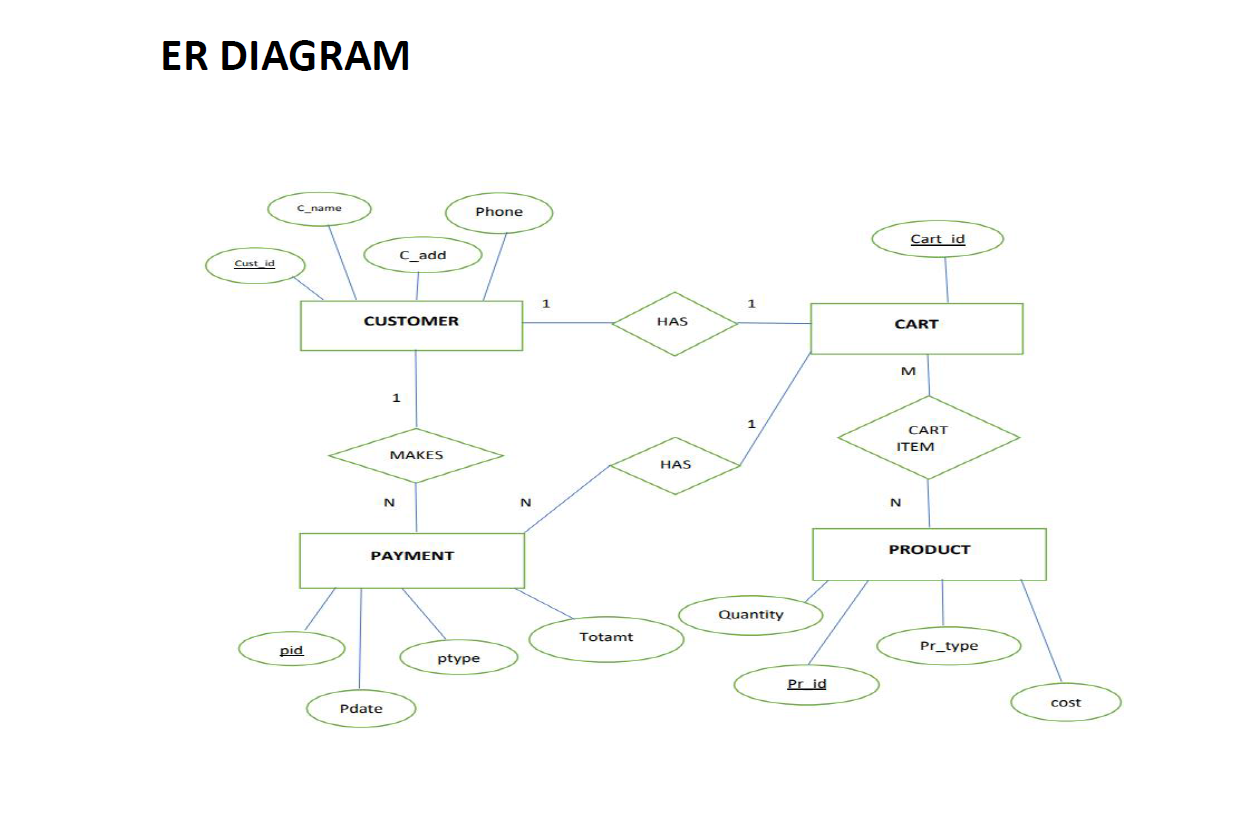 ER DIAGRAM
C_name
Phone
Cust_id
C_add
Cart_id
CUSTOMER
1
HAS
1
CART
M
1
1
CART
ITEM
MAKES
HAS
N
N
N
PAYMENT
PRODUCT
Quantity
Totamt
pid
ptype
Pr_type
Pr_id
Pdate
cost